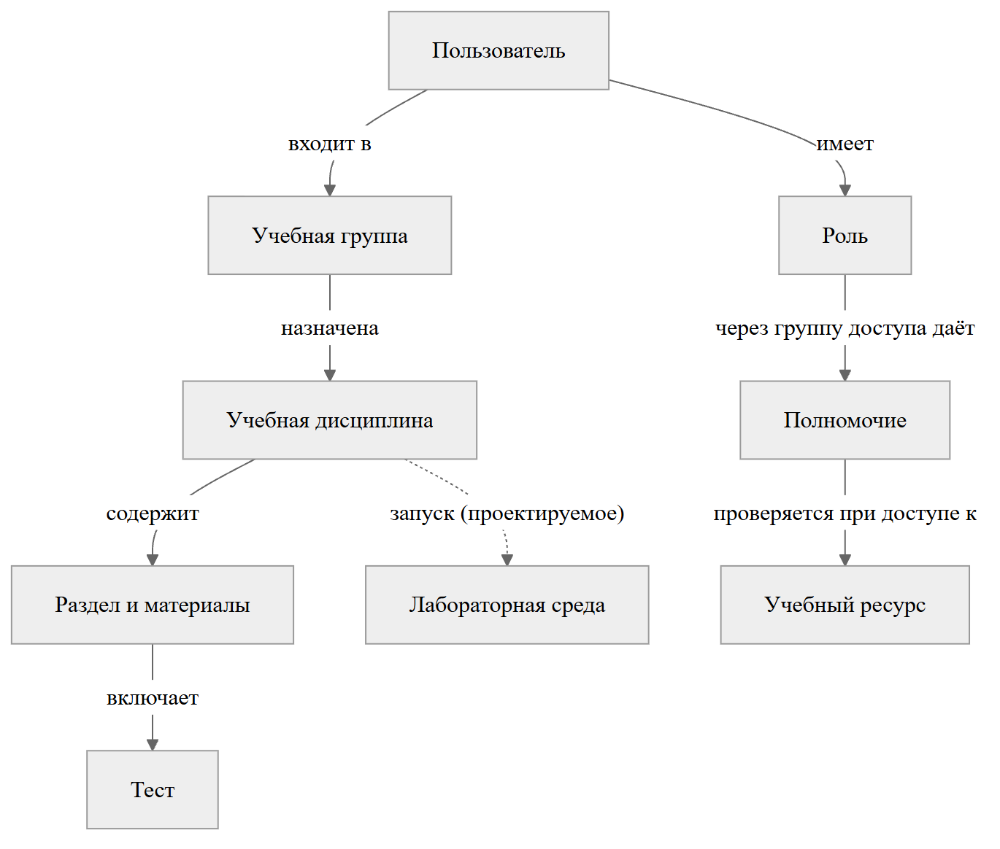 Пользователь
входит в
имеет
Учебная группа
Роль
назначена
через группу доступа даёт
Учебная дисциплина
Полномочие
содержит
запуск (проектируемое)
проверяется при доступе к
Раздел и материалы
Лабораторная среда
Учебный ресурс
включает
Тест